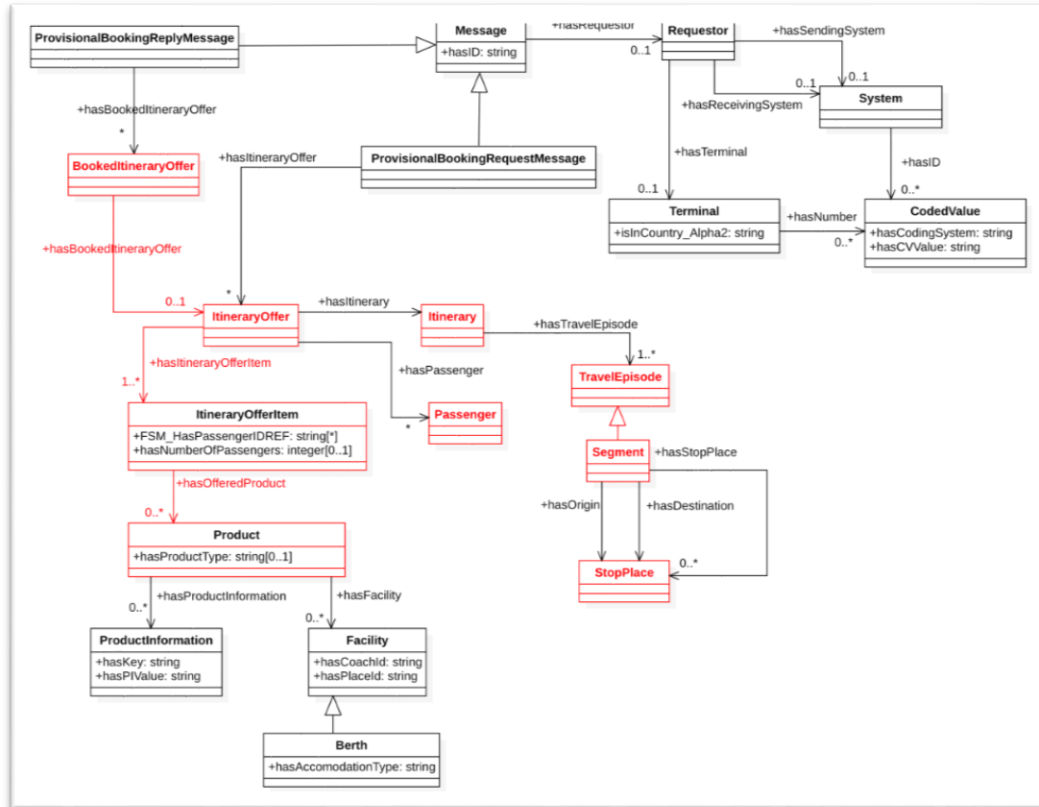 ProvisionalBookingReplyMessage
Message
+hasID: string
+hasRequestor
0..1
Requestor
+hasSendingSystem
0..1
0..1
+hasReceivingSystem
System
+hasBookedItineraryOffer
*
BookedItineraryOffer
+hasItineraryOffer
ProvisionalBookingRequestMessage
+hasTerminal
0..1
+hasID
0..*
Terminal
+isInCountry_Alpha2: string
+hasNumber
0..*
CodedValue
+hasCodingSystem: string
+hasCVValue: string
+hasBookedItineraryOffer
0..1
*
ItineraryOffer
+hasItinerary
Itinerary
+hasTravelEpisode
1..*
+hasItineraryOfferItem
1..*
+hasPassenger
*
Passenger
TravelEpisode
ItineraryOfferItem
+FSM_HasPassengerIDREF: string[*]
+hasNumberOfPassengers: integer[0..1]
Segment
+hasStopPlace
+hasOfferedProduct
0..*
+hasOrigin
+hasDestination
Product
+hasProductType: string[0..1]
StopPlace
0..*
+hasProductInformation
0..*
+hasFacility
0..*
ProductInformation
+hasKey: string
+hasPIValue: string
Facility
+hasCoachId: string
+hasPlaceId: string
Berth
+hasAccomodationType: string